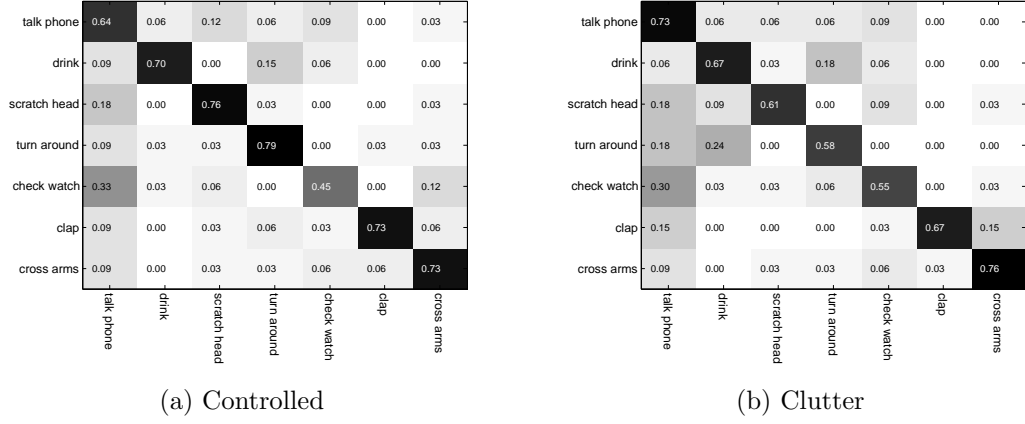 talk phone 0.64 0.06 0.12 0.06 0.09 0.00 0.03
drink 0.09 0.70 0.00 0.15 0.06 0.00 0.00
scratch head 0.18 0.00 0.76 0.03 0.00 0.00 0.03
turn around 0.09 0.03 0.03 0.79 0.00 0.03 0.03
check watch 0.33 0.03 0.06 0.00 0.45 0.00 0.12
clap 0.09 0.00 0.03 0.06 0.03 0.73 0.06
cross arms 0.09 0.00 0.03 0.03 0.06 0.06 0.73
talk phone
drink
scratch head
turn around
check watch
clap
cross arms
(a) Controlled
talk phone 0.73 0.06 0.06 0.06 0.09 0.00 0.00
drink 0.06 0.67 0.03 0.18 0.06 0.00 0.00
scratch head 0.18 0.09 0.61 0.00 0.09 0.00 0.03
turn around 0.18 0.24 0.00 0.58 0.00 0.00 0.00
check watch 0.30 0.03 0.03 0.06 0.55 0.00 0.03
clap 0.15 0.00 0.00 0.00 0.03 0.67 0.15
cross arms 0.09 0.00 0.03 0.03 0.06 0.03 0.76
talk phone
drink
scratch head
turn around
check watch
clap
cross arms
(b) Clutter